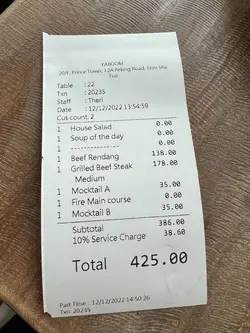 KABOOM
20/F, Prince Tower, 12A Peking Road, Tsim Sha
Tsui
Table : 22
Txn : 20235
Staff : Theri
: 12/12/2022 13:54:59
Cus count: 2
1 House Salad 0.00
1 Soup of the day 0.00
1 --------------- 0.00
1 Beef Rendang 138.00
1 Grilled Beef Steak 178.00
Medium
1 Mocktail A 35.00
1 Fire Main course 0.00
1 Mocktail B 35.00
Subtotal 386.00
10% Service Charge 38.60
Total 425.00
Part Time : 12/12/2022 14:50:26
Txn: 20235